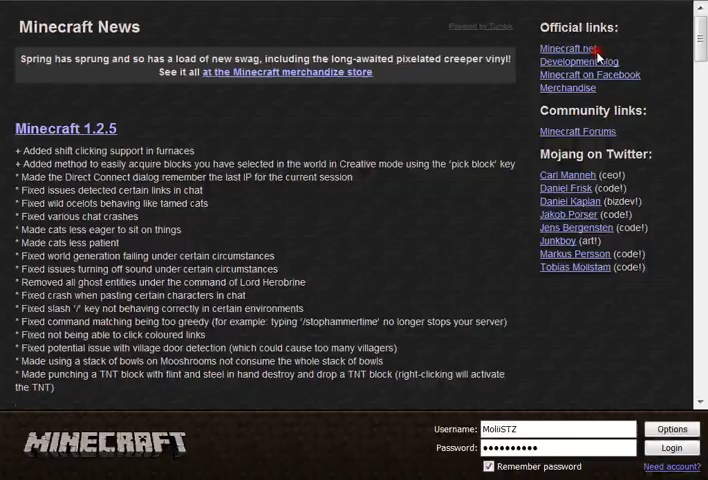 Minecraft News
Powered by Tumblr
Spring has sprung and so has a load of new swag, including the long-awaited pixelated creeper vinyl!
See it all at the Minecraft merchandize store
Minecraft 1.2.5
+ Added shift clicking support in furnaces
+ Added method to easily acquire blocks you have selected in the world in Creative mode using the 'pick block' key
* Made the Direct Connect dialog remember the last IP for the current session
* Fixed issues detected certain links in chat
* Fixed wild ocelots behaving like tamed cats
* Fixed various chat crashes
* Made cats less eager to sit on things
* Made cats less patient
* Fixed world generation failing under certain circumstances
* Fixed issues turning off sound under certain circumstances
* Removed all ghost entities under the command of Lord Herobrine
* Fixed crash when pasting certain characters in chat
* Fixed slash '/' key not behaving correctly in certain environments
* Fixed command matching being too greedy (for example: typing '/stophammertime' no longer stops your server)
* Fixed not being able to click coloured links
* Fixed potential issue with village door detection (which could cause too many villagers)
* Made using a stack of bowls on Mooshrooms not consume the whole stack of bowls
* Made punching a TNT block with flint and steel in hand destroy and drop a TNT block (right-clicking will activate
the TNT)
Official links:
Minecraft.net
Development blog
Minecraft on Facebook
Merchandise
Community links:
Minecraft Forums
Mojang on Twitter:
Carl Manneh (ceo!)
Daniel Frisk (code!)
Daniel Kaplan (bizdev!)
Jakob Porser (code!)
Jens Bergensten (code!)
Junkboy (art!)
Markus Persson (code!)
Tobias Mollstam (code!)
MINECRAFT
Username: MoliiSTZ
Options
Password: ●●●●●●●●●●
Login
Remember password
Need account?